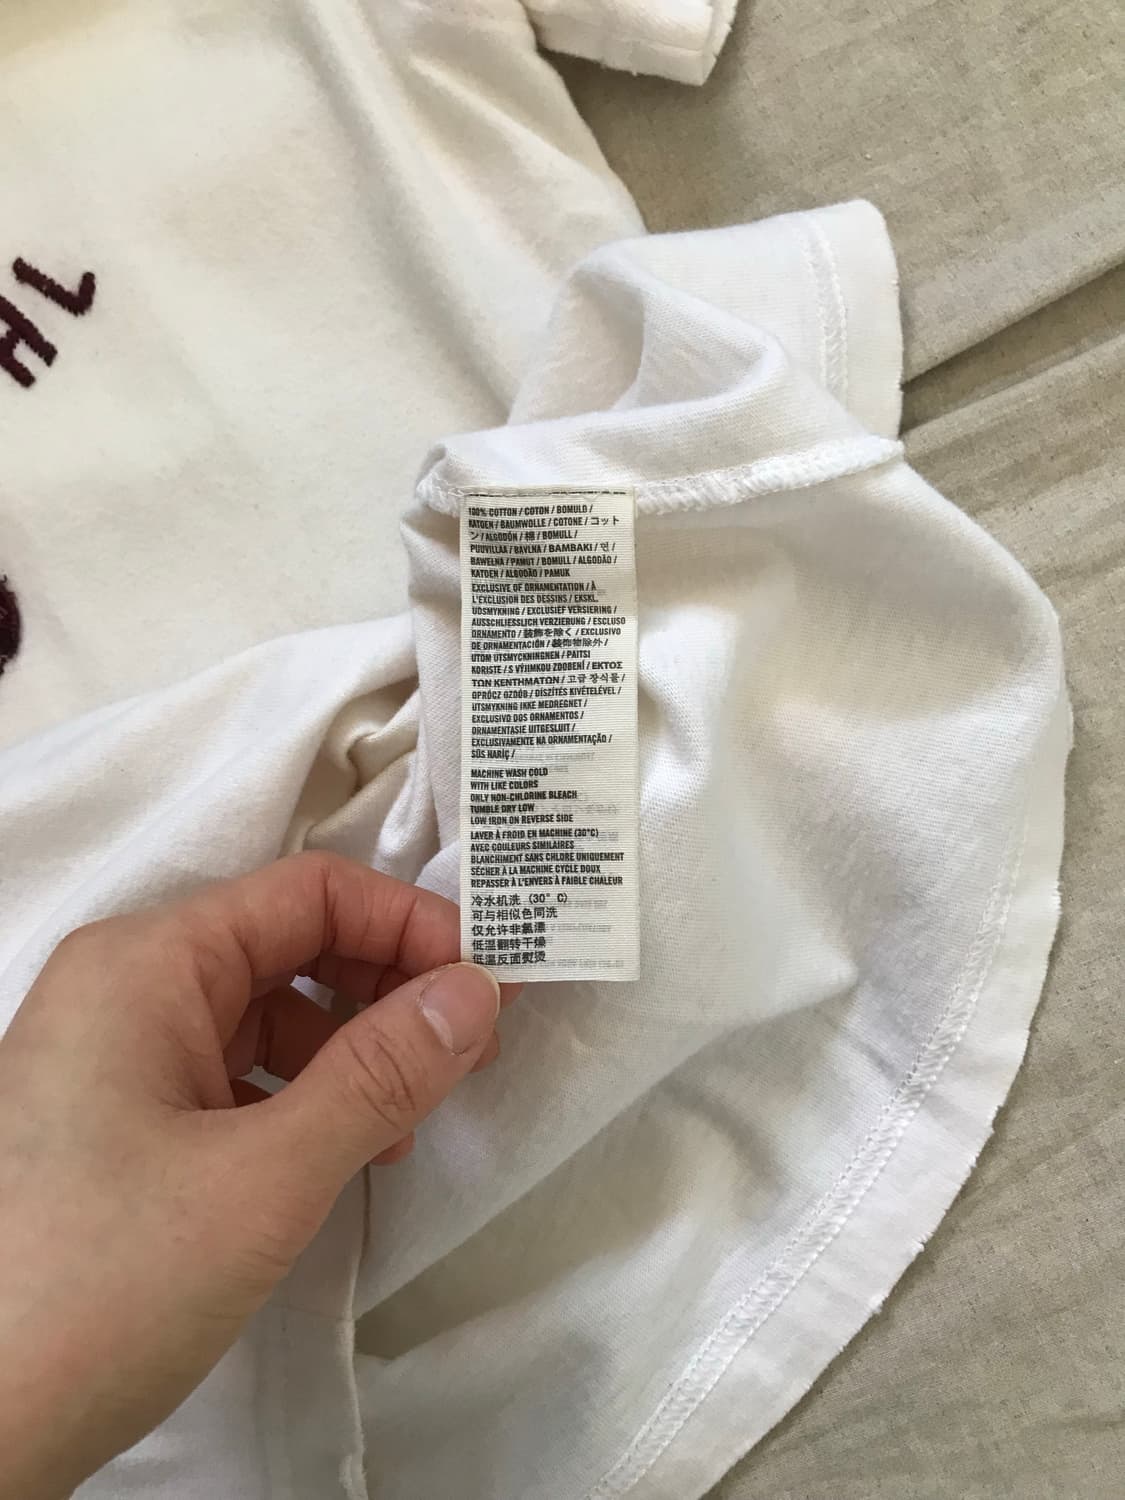 100% COTTON / COTON / BOMULD /
KATOEN / BAUMWOLLE / COTONE / コット
ン / ALGODÓN / 棉 / BOMULL /
PUUVILLAA / BAVLNA / ΒΑΜΒΑΚΙ / 면 /
BAWEŁNA / PAMUT / BOMULL / ALGODÃO /
KATOEN / ALGODÃO / PAMUK
EXCLUSIVE OF ORNAMENTATION / À
L'EXCLUSION DES DESSINS / EKSKL.
UDSMYKNING / EXCLUSIEF VERSIERING /
AUSSCHLIESSLICH VERZIERUNG / ESCLUSO
ORNAMENTO / 装飾を除く / EXCLUSIVO
DE ORNAMENTACIÓN / 装饰物除外 /
UTOM UTSMYCKNINGNEN / PAITSI
KORISTE / S VÝJIMKOU ZDOBENÍ / ΕΚΤΟΣ
ΤΩΝ ΚΕΝΤΗΜΑΤΩΝ / 고급 장식물 /
OPRÓCZ OZDÓB / DÍSZÍTÉS KIVÉTELÉVEL /
UTSMYKNING IKKE MEDREGNET /
EXCLUSIVO DOS ORNAMENTOS /
ORNAMENTASIE UITGESLUIT /
EXCLUSIVAMENTE NA ORNAMENTAÇÃO /
SÜS HARİÇ /
MACHINE WASH COLD
WITH LIKE COLORS
ONLY NON-CHLORINE BLEACH
TUMBLE DRY LOW
LOW IRON ON REVERSE SIDE
LAVER À FROID EN MACHINE (30°C)
AVEC COULEURS SIMILAIRES
BLANCHIMENT SANS CHLORE UNIQUEMENT
SÉCHER À LA MACHINE CYCLE DOUX
REPASSER À L'ENVERS À FAIBLE CHALEUR
冷水机洗 (30° C)
可与相似色同洗
仅允许非氯漂
低温翻转干燥
低温反面熨烫